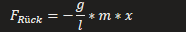 F_Rück = −g/l * m * x